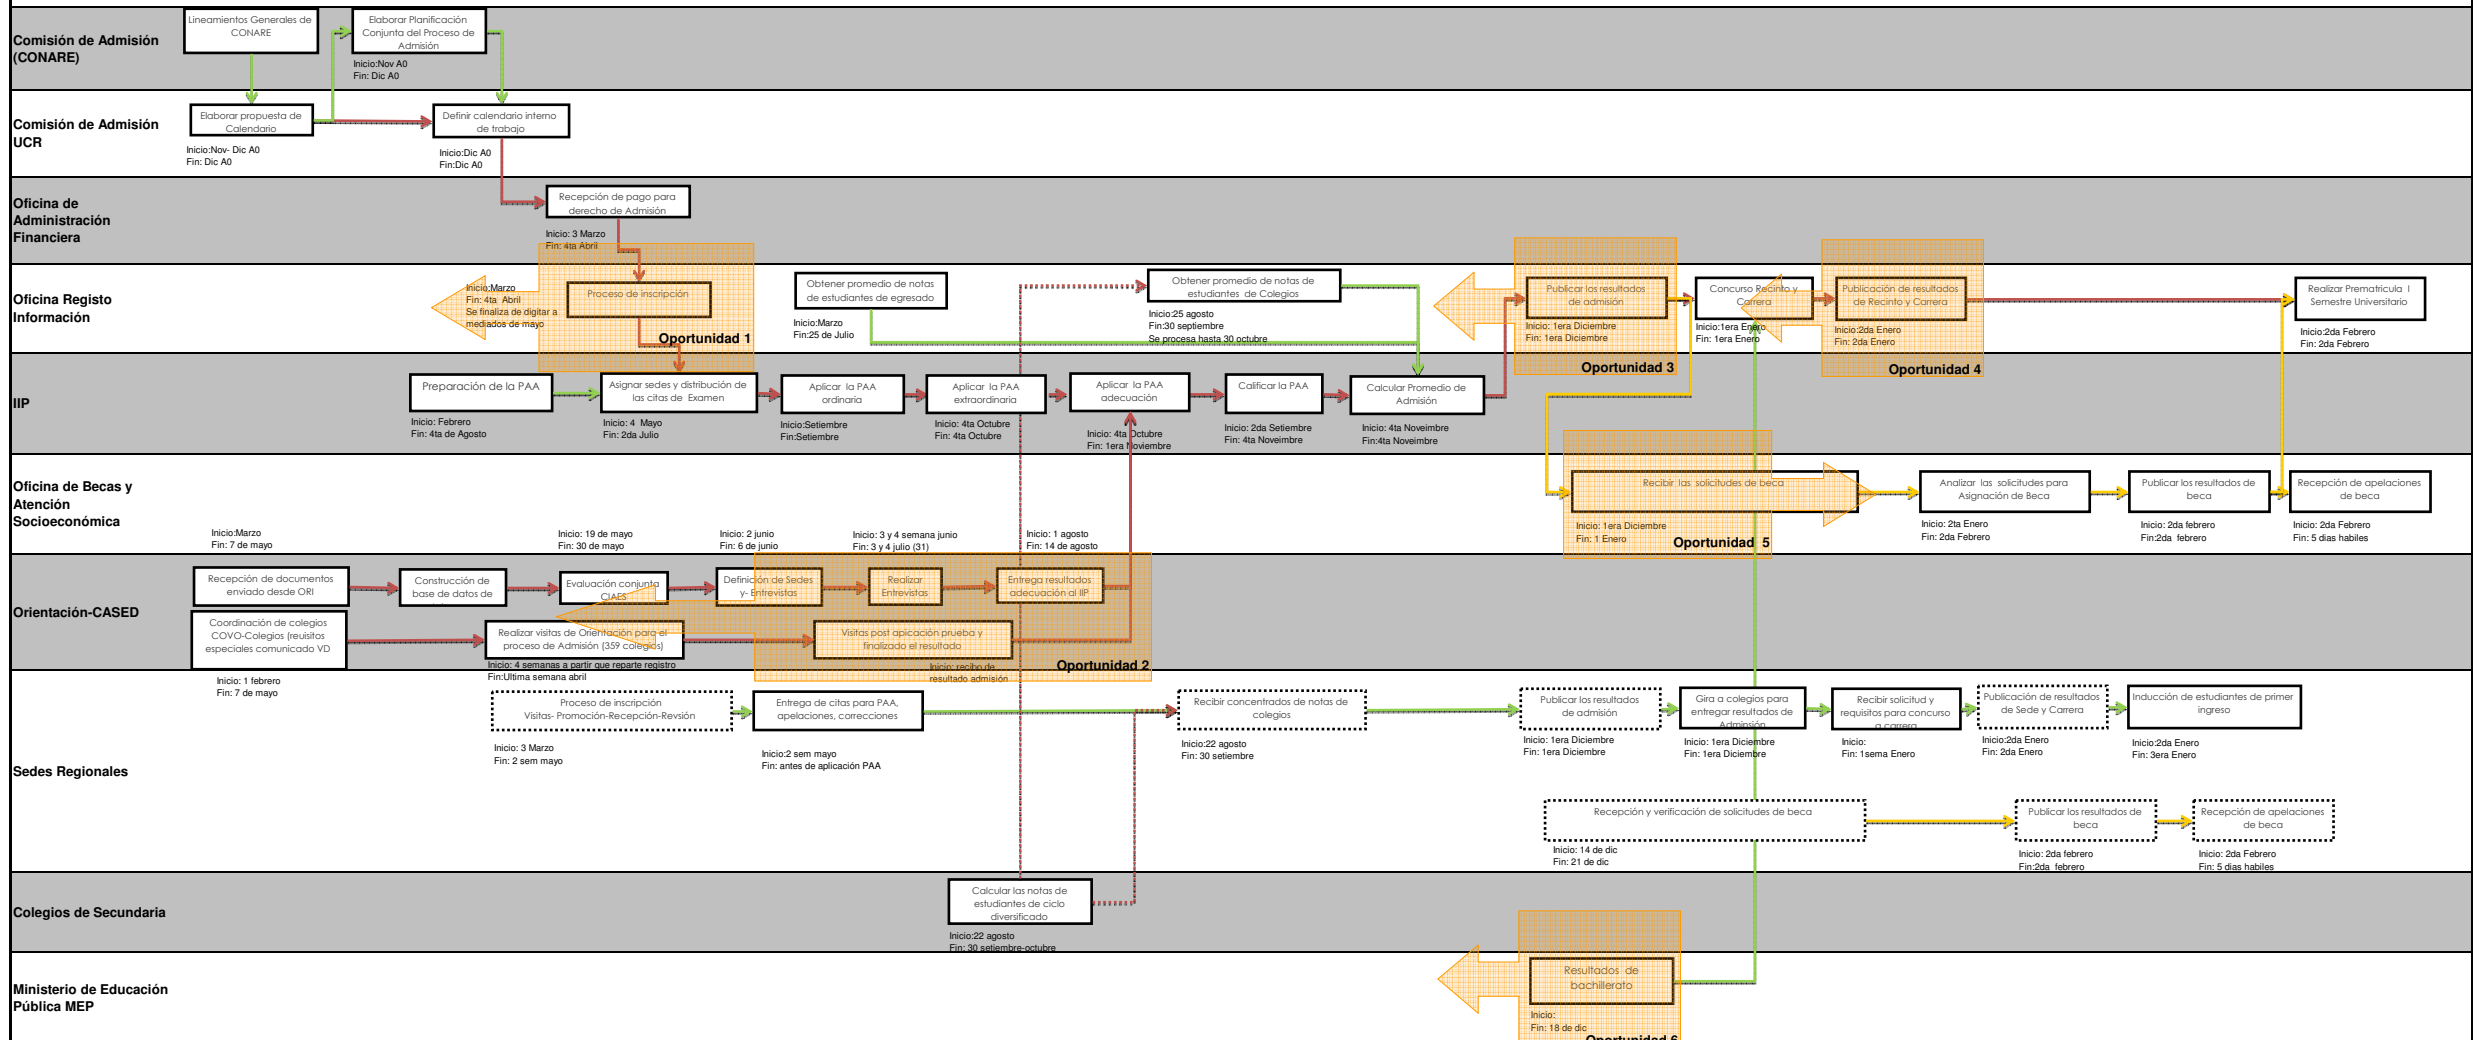 Comisión de Admisión
(CONARE)
Lineamientos Generales de
CONARE
Elaborar Planificación
Conjunta del Proceso de
Admisión
Inicio:Nov A0
Fin: Dic A0
Comisión de Admisión
UCR
Elaborar propuesta de
Calendario
Inicio:Nov- Dic A0
Fin: Dic A0
Definir calendario interno
de trabajo
Inicio:Dic A0
Fin:Dic A0
Oficina de
Administración
Financiera
Recepción de pago para
derecho de Admisión
Inicio: 3 Marzo
Fin: 4ta Abril
Oficina Registo
Información
Inicio:Marzo
Fin: 4ta Abril
Se finaliza de digitar a
mediados de mayo
Proceso de inscripción
Oportunidad 1
Obtener promedio de notas
de estudiantes de egresado
Inicio:Marzo
Fin:25 de Julio
Obtener promedio de notas de
estudiantes de Colegios
Inicio:25 agosto
Fin:30 septiembre
Se procesa hasta 30 octubre
Publicar los resultados
de admisión
Inicio: 1era Diciembre
Fin: 1era Diciembre
Oportunidad 3
Concurso Recinto y
Carrera
Inicio:1era Enero
Fin: 1era Enero
Publicación de resultados
de Recinto y Carrera
Inicio:2da Enero
Fin: 2da Enero
Oportunidad 4
Realizar Prematricula I
Semestre Universitario
Inicio:2da Febrero
Fin: 2da Febrero
IIP
Preparación de la PAA
Inicio: Febrero
Fin: 4ta de Agosto
Asignar sedes y distribución de
las citas de Examen
Inicio: 4 Mayo
Fin: 2da Julio
Aplicar la PAA
ordinaria
Inicio:Setiembre
Fin:Setiembre
Aplicar la PAA
extraordinaria
Inicio: 4ta Octubre
Fin: 4ta Octubre
Aplicar la PAA
adecuación
Inicio: 4ta Octubre
Fin: 1era Noviembre
Calificar la PAA
Inicio: 2da Setiembre
Fin: 4ta Noveimbre
Calcular Promedio de
Admisión
Inicio: 4ta Noveimbre
Fin:4ta Noveimbre
Oficina de Becas y
Atención
Socioeconómica
Recibir las solicitudes de beca
Inicio: 1era Diciembre
Fin: 1 Enero
Oportunidad 5
Analizar las solicitudes para
Asignación de Beca
Inicio: 2ta Enero
Fin: 2da Febrero
Publicar los resultados de
beca
Inicio: 2da febrero
Fin:2da febrero
Recepción de apelaciones
de beca
Inicio: 2da Febrero
Fin: 5 dias habiles
Inicio:Marzo
Fin: 7 de mayo
Inicio: 19 de mayo
Fin: 30 de mayo
Inicio: 2 junio
Fin: 6 de junio
Inicio: 3 y 4 semana junio
Fin: 3 y 4 julio (31)
Inicio: 1 agosto
Fin: 14 de agosto
Orientación-CASED
Recepción de documentos
enviado desde ORI
Construcción de
base de datos de
Evaluación conjunta
CIAES
Definición de Sedes
y- Entrevistas
Realizar
Entrevistas
Entrega resultados
adecuación al IIP
Coordinación de colegios
COVO-Colegios (reuisitos
especiales comunicado VD
Inicio: 1 febrero
Fin: 7 de mayo
Realizar visitas de Orientación para el
proceso de Admisión (359 colegios)
Inicio: 4 semanas a partir que reparte registro
Fin:Ultima semana abril
Visitas post apicación prueba y
finalizado el resultado
Inicio: recibo de
resultado admisión
Oportunidad 2
Sedes Regionales
Proceso de inscripción
Visitas- Promoción-Recepción-Revsión
Inicio: 3 Marzo
Fin: 2 sem mayo
Entrega de citas para PAA,
apelaciones, correcciones
Inicio:2 sem mayo
Fin: antes de aplicación PAA
Recibir concentrados de notas de
colegios
Inicio:22 agosto
Fin: 30 setiembre
Publicar los resultados
de admisión
Inicio: 1era Diciembre
Fin: 1era Diciembre
Gira a colegios para
entregar resultados de
Adminsión
Inicio: 1era Diciembre
Fin: 1era Diciembre
Recibir solicitud y
requisitos para concurso
a carrera
Inicio:
Fin: 1sema Enero
Publicación de resultados
de Sede y Carrera
Inicio:2da Enero
Fin: 2da Enero
Inducción de estudiantes de primer
ingreso
Inicio:2da Enero
Fin: 3era Enero
Recepción y verificación de solicitudes de beca
Inicio: 14 de dic
Fin: 21 de dic
Publicar los resultados de
beca
Inicio: 2da febrero
Fin:2da febrero
Recepción de apelaciones
de beca
Inicio: 2da Febrero
Fin: 5 dias habiles
Colegios de Secundaria
Calcular las notas de
estudiantes de ciclo
diversificado
Inicio:22 agosto
Fin: 30 setiembre-octubre
Ministerio de Educación
Pública MEP
Resultados de
bachillerato
Inicio:
Fin: 18 de dic
Oportunidad 6